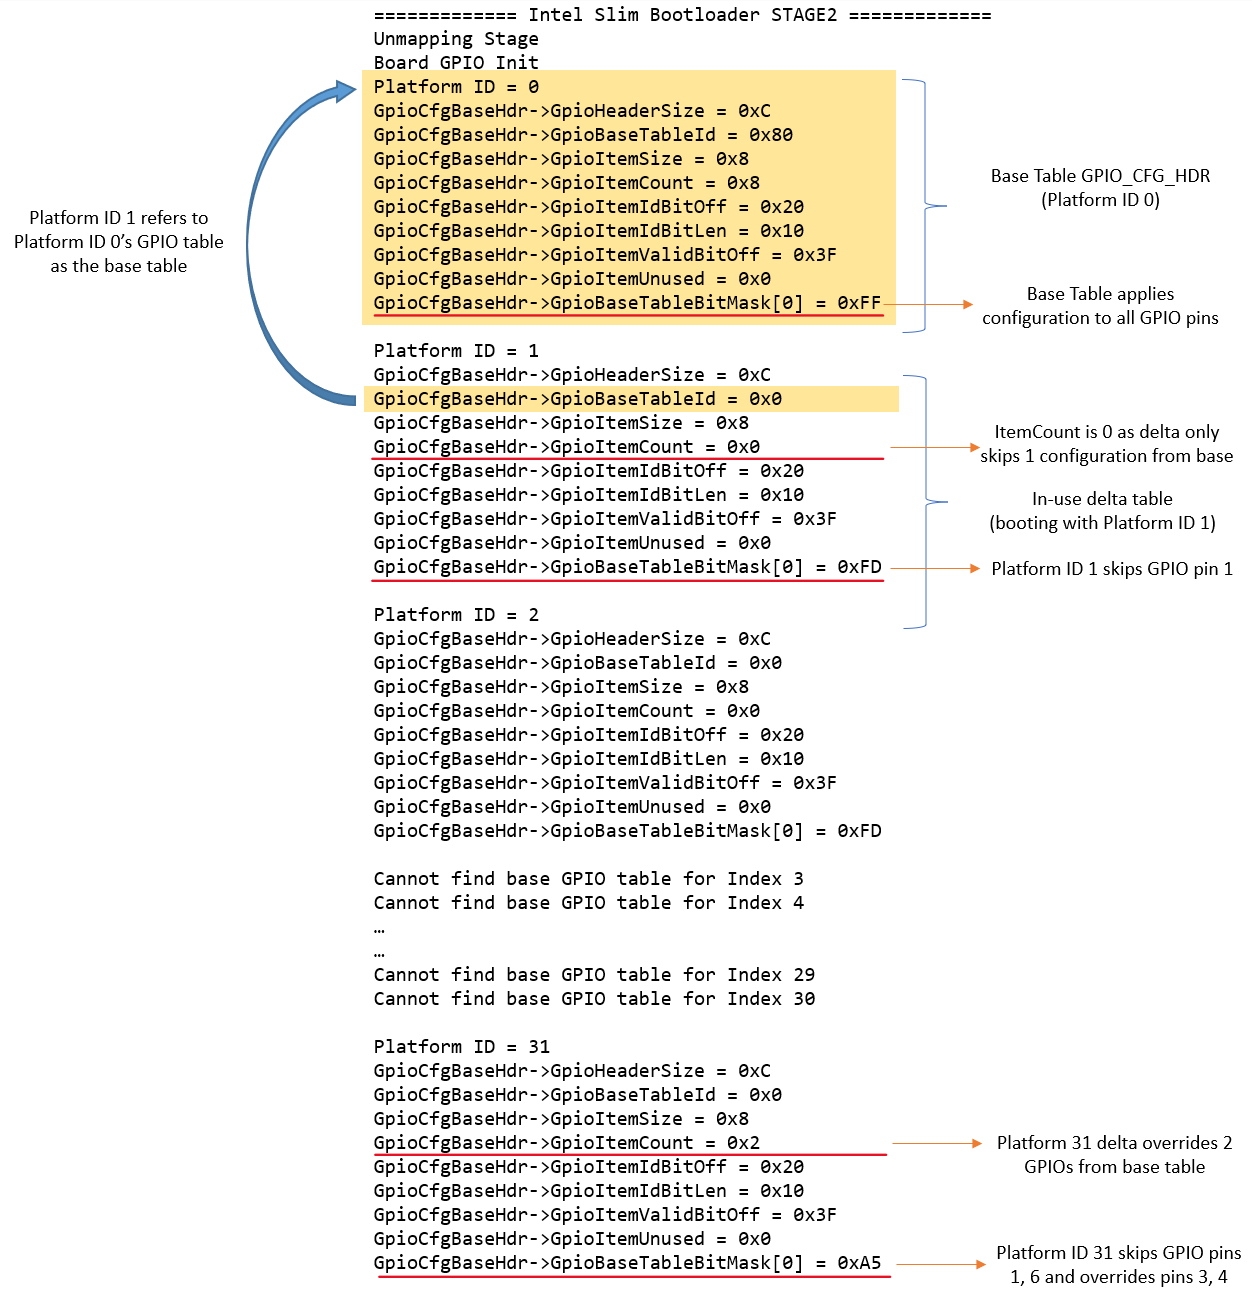 ============= Intel Slim Bootloader STAGE2 =============
Unmapping Stage
Board GPIO Init
Platform ID = 0
GpioCfgBaseHdr->GpioHeaderSize = 0xC
GpioCfgBaseHdr->GpioBaseTableId = 0x80
GpioCfgBaseHdr->GpioItemSize = 0x8
GpioCfgBaseHdr->GpioItemCount = 0x8
GpioCfgBaseHdr->GpioItemIdBitOff = 0x20
GpioCfgBaseHdr->GpioItemIdBitLen = 0x10
GpioCfgBaseHdr->GpioItemValidBitOff = 0x3F
GpioCfgBaseHdr->GpioItemUnused = 0x0
GpioCfgBaseHdr->GpioBaseTableBitMask[0] = 0xFF
Base Table GPIO_CFG_HDR
(Platform ID 0)
Platform ID 1 refers to
Platform ID 0's GPIO table
as the base table
Base Table applies
configuration to all GPIO pins
Platform ID = 1
GpioCfgBaseHdr->GpioHeaderSize = 0xC
GpioCfgBaseHdr->GpioBaseTableId = 0x0
GpioCfgBaseHdr->GpioItemSize = 0x8
GpioCfgBaseHdr->GpioItemCount = 0x0
GpioCfgBaseHdr->GpioItemIdBitOff = 0x20
GpioCfgBaseHdr->GpioItemIdBitLen = 0x10
GpioCfgBaseHdr->GpioItemValidBitOff = 0x3F
GpioCfgBaseHdr->GpioItemUnused = 0x0
GpioCfgBaseHdr->GpioBaseTableBitMask[0] = 0xFD
ItemCount is 0 as delta only
skips 1 configuration from base
In-use delta table
(booting with Platform ID 1)
Platform ID 1 skips GPIO pin 1
Platform ID = 2
GpioCfgBaseHdr->GpioHeaderSize = 0xC
GpioCfgBaseHdr->GpioBaseTableId = 0x0
GpioCfgBaseHdr->GpioItemSize = 0x8
GpioCfgBaseHdr->GpioItemCount = 0x0
GpioCfgBaseHdr->GpioItemIdBitOff = 0x20
GpioCfgBaseHdr->GpioItemIdBitLen = 0x10
GpioCfgBaseHdr->GpioItemValidBitOff = 0x3F
GpioCfgBaseHdr->GpioItemUnused = 0x0
GpioCfgBaseHdr->GpioBaseTableBitMask[0] = 0xFD
Cannot find base GPIO table for Index 3
Cannot find base GPIO table for Index 4
…
…
Cannot find base GPIO table for Index 29
Cannot find base GPIO table for Index 30
Platform ID = 31
GpioCfgBaseHdr->GpioHeaderSize = 0xC
GpioCfgBaseHdr->GpioBaseTableId = 0x0
GpioCfgBaseHdr->GpioItemSize = 0x8
GpioCfgBaseHdr->GpioItemCount = 0x2
GpioCfgBaseHdr->GpioItemIdBitOff = 0x20
GpioCfgBaseHdr->GpioItemIdBitLen = 0x10
GpioCfgBaseHdr->GpioItemValidBitOff = 0x3F
GpioCfgBaseHdr->GpioItemUnused = 0x0
GpioCfgBaseHdr->GpioBaseTableBitMask[0] = 0xA5
Platform 31 delta overrides 2
GPIOs from base table
Platform ID 31 skips GPIO pins
1, 6 and overrides pins 3, 4